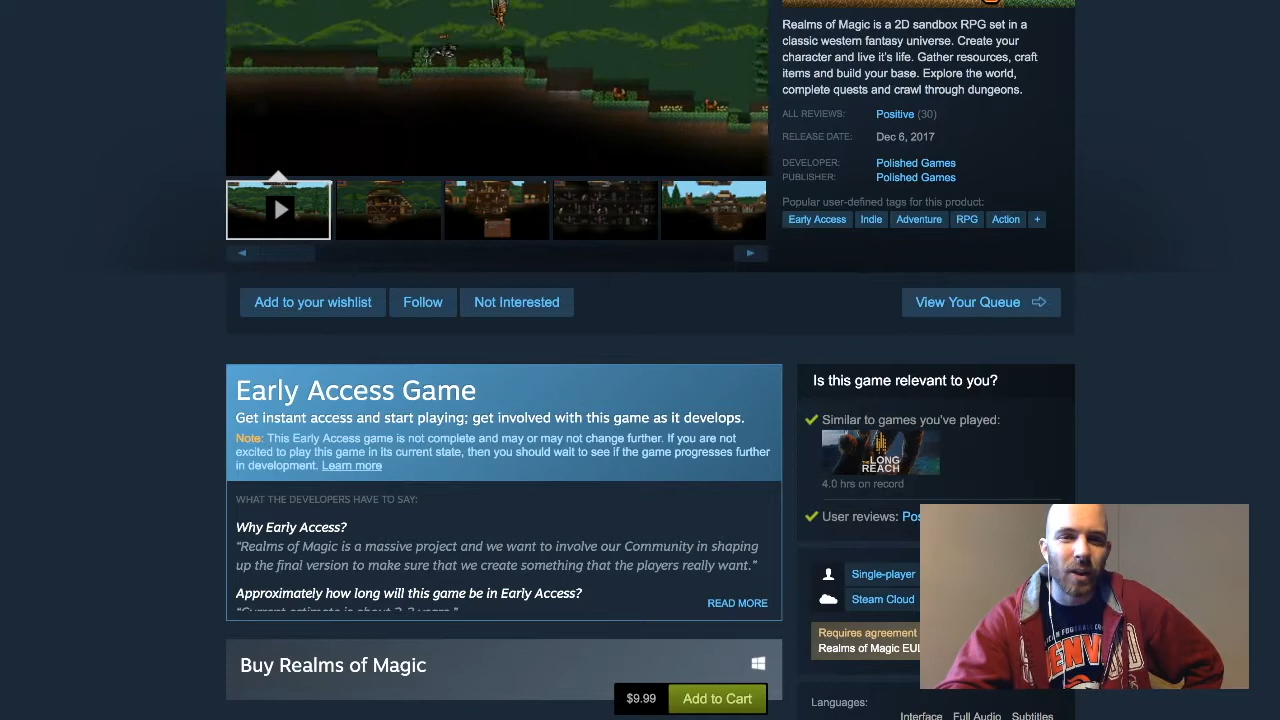 Realms of Magic is a 2D sandbox RPG set in a
classic western fantasy universe. Create your
character and live it's life. Gather resources, craft
items and build your base. Explore the world,
complete quests and crawl through dungeons.
ALL REVIEWS: Positive (30)
RELEASE DATE: Dec 6, 2017
DEVELOPER: Polished Games
PUBLISHER: Polished Games
Popular user-defined tags for this product:
Early Access Indie Adventure RPG Action +
Add to your wishlist Follow Not Interested View Your Queue
Early Access Game
Get instant access and start playing; get involved with this game as it develops.
Note: This Early Access game is not complete and may or may not change further. If you are not
excited to play this game in its current state, then you should wait to see if the game progresses further
in development. Learn more
WHAT THE DEVELOPERS HAVE TO SAY:
Why Early Access?
“Realms of Magic is a massive project and we want to involve our Community in shaping
up the final version to make sure that we create something that the players really want.”
Approximately how long will this game be in Early Access?
“Current estimate is about 2-3 years.”
READ MORE
Buy Realms of Magic
$9.99 Add to Cart
Is this game relevant to you?
Similar to games you've played:
LONG
REACH
4.0 hrs on record
User reviews: Pos
Single-player
Steam Cloud
Requires agreement
Realms of Magic EUL
Languages:
Interface Full Audio Subtitles